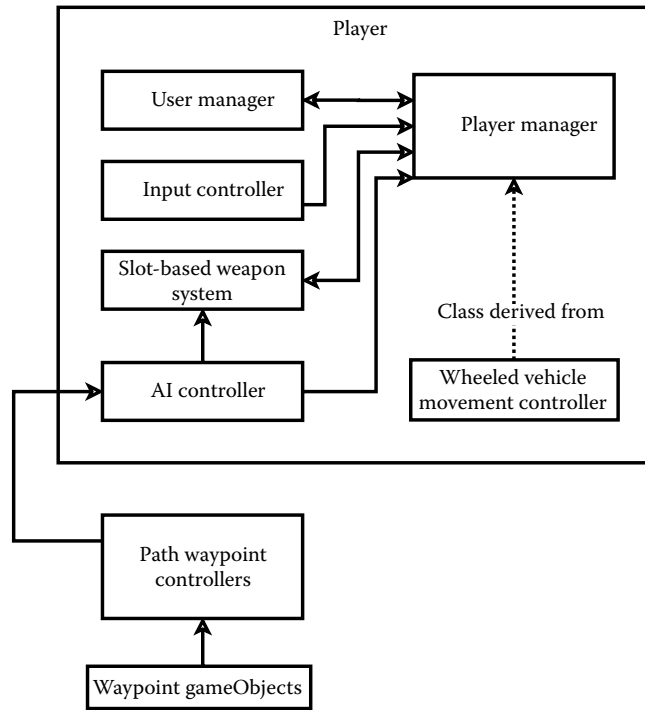 Player
User manager
Player manager
Input controller
Slot-based weapon
system
Class derived from
AI controller
Wheeled vehicle
movement controller
Path waypoint
controllers
Waypoint gameObjects